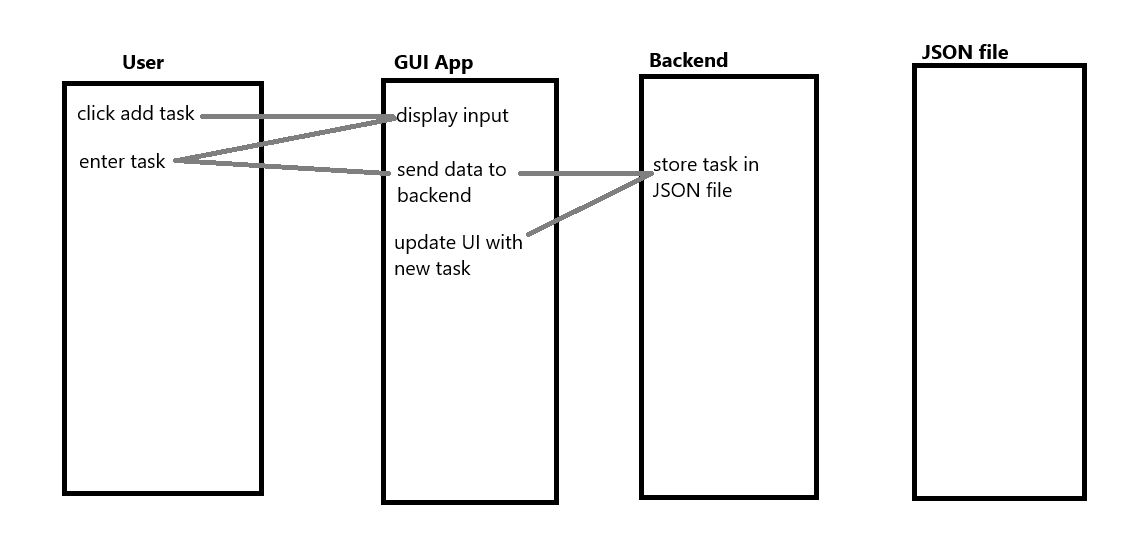 User
GUI App
Backend
JSON file
click add task
enter task
display input
send data to
backend
update UI with
new task
store task in
JSON file